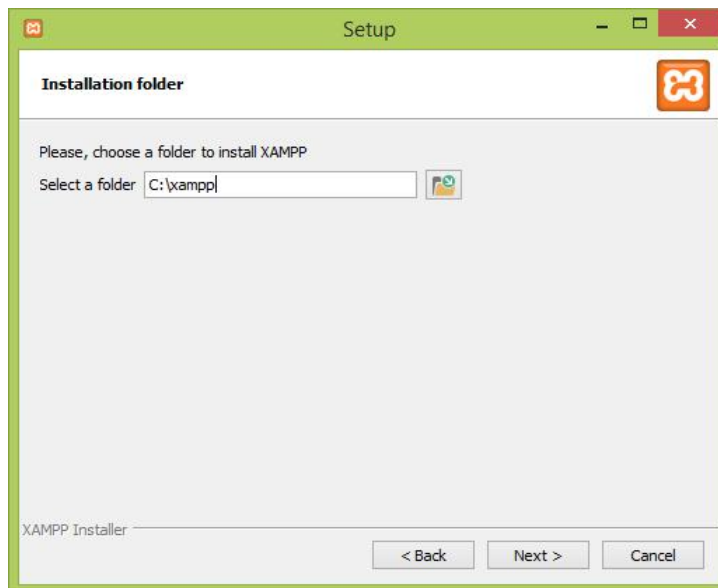 Setup
Installation folder
Please, choose a folder to install XAMPP
Select a folder C:\xampp
XAMPP Installer
< Back Next > Cancel